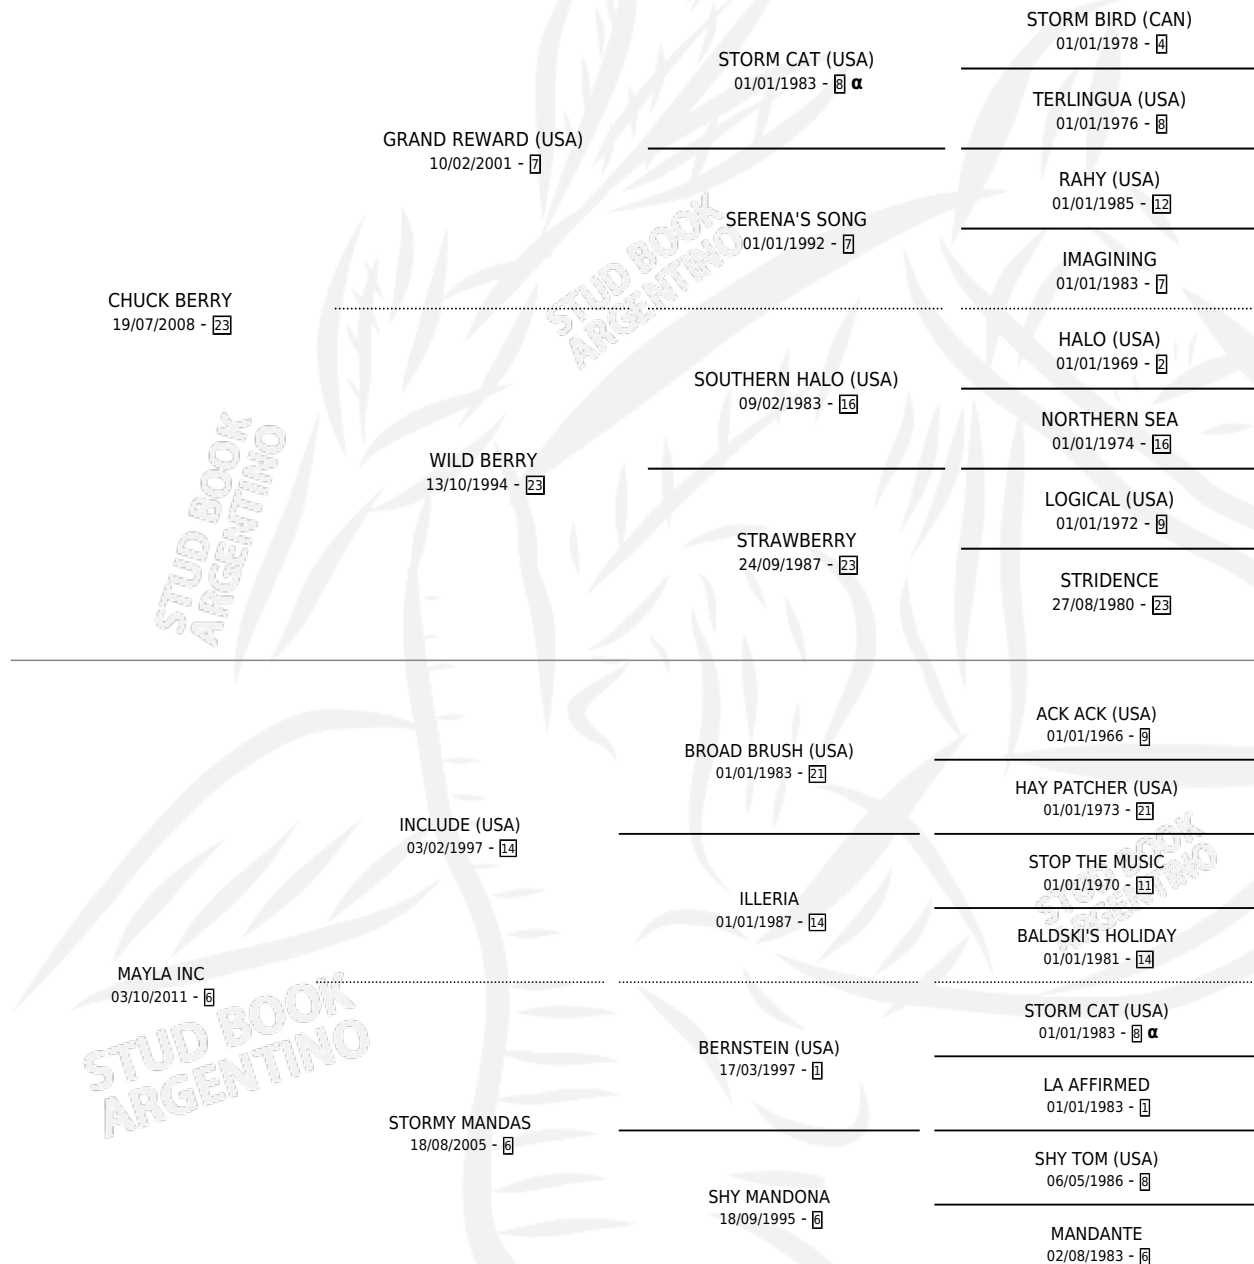 CHUCK BERRY
19/07/2008 - 23
GRAND REWARD (USA)
10/02/2001 - 7
STORM CAT (USA)
01/01/1983 - 8 α
STORM BIRD (CAN)
01/01/1978 - 4
TERLINGUA (USA)
01/01/1976 - 8
SERENA'S SONG
01/01/1992 - 7
RAHY (USA)
01/01/1985 - 12
IMAGINING
01/01/1983 - 7
WILD BERRY
13/10/1994 - 23
SOUTHERN HALO (USA)
09/02/1983 - 16
HALO (USA)
01/01/1969 - 2
NORTHERN SEA
01/01/1974 - 16
STRAWBERRY
24/09/1987 - 23
LOGICAL (USA)
01/01/1972 - 9
STRIDENCE
27/08/1980 - 23
MAYLA INC
03/10/2011 - 6
INCLUDE (USA)
03/02/1997 - 14
BROAD BRUSH (USA)
01/01/1983 - 21
ACK ACK (USA)
01/01/1966 - 9
HAY PATCHER (USA)
01/01/1973 - 21
ILLERIA
01/01/1987 - 14
STOP THE MUSIC
01/01/1970 - 11
BALDSKI'S HOLIDAY
01/01/1981 - 14
STORMY MANDAS
18/08/2005 - 6
BERNSTEIN (USA)
17/03/1997 - 1
STORM CAT (USA)
01/01/1983 - 8 α
LA AFFIRMED
01/01/1983 - 1
SHY MANDONA
18/09/1995 - 6
SHY TOM (USA)
06/05/1986 - 8
MANDANTE
02/08/1983 - 6
STUD BOOK
ARGENTINO
STUD BOOK
ARGENTINO
STUD BOOK
ARGENTINO
STUD BOOK
ARGENTINO